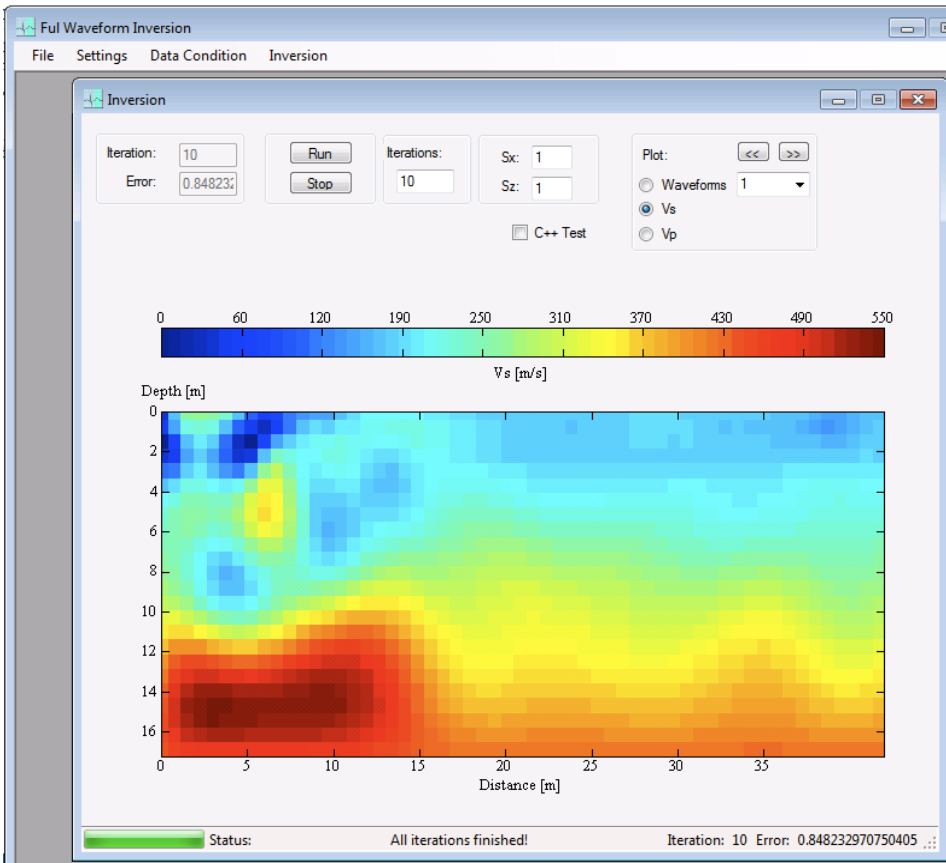 Ful Waveform Inversion
File Settings Data Condition Inversion
Inversion
Iteration: 10
Error: 0.848232
Run
Stop
Iterations:
10
Sx: 1
Sz: 1
C++ Test
Plot: << >>
Waveforms 1
Vs
Vp
0 60 120 190 250 310 370 430 490 550
Vs [m/s]
Depth [m]
0
2
4
6
8
10
12
14
16
0 5 10 15 20 25 30 35
Distance [m]
Status: All iterations finished! Iteration: 10 Error: 0.848232970750405